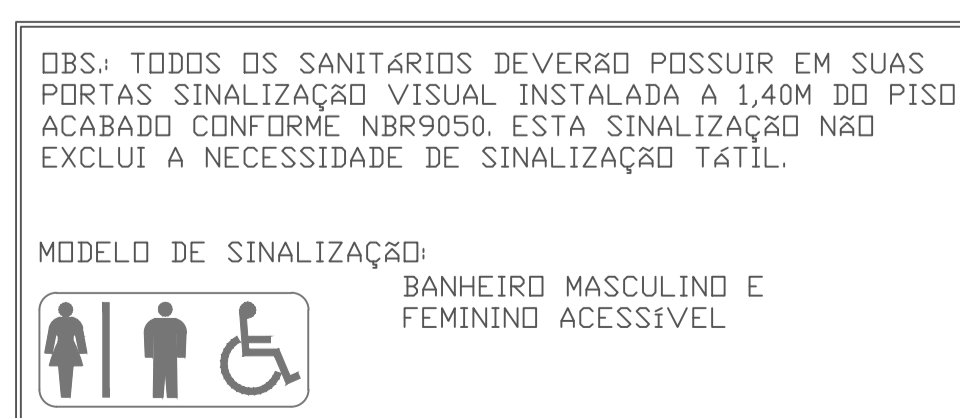 OBS.: TODOS OS SANITáRIOS DEVERãO POSSUIR EM SUAS
PORTAS SINALIZAçãO VISUAL INSTALADA A 1,40M DO PISO
ACABADO CONFORME NBR9050. ESTA SINALIZAçãO NãO
EXCLUI A NECESSIDADE DE SINALIZAçãO TáTIL.
MODELO DE SINALIZAçãO:
BANHEIRO MASCULINO E
FEMININO ACESSíVEL